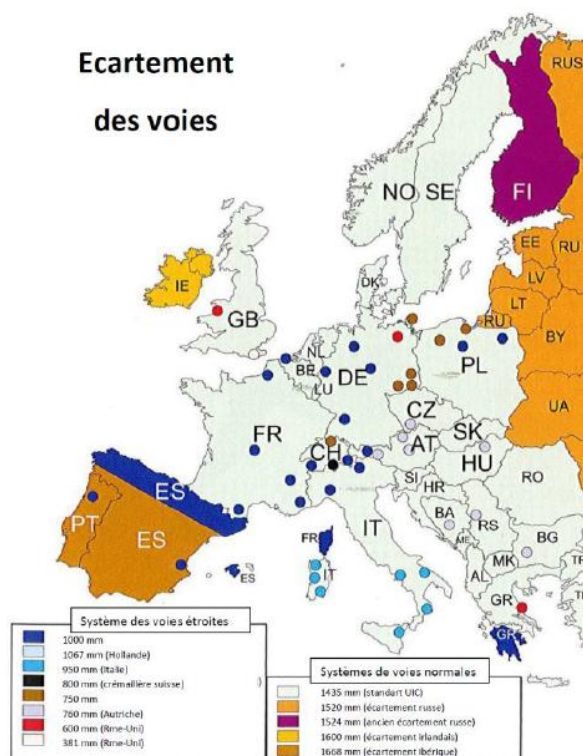 Ecartement
des voies
RUS
NO
SE
FI
EE
RU
LV
LT
RU
BY
DK
IE
GB
NL
BE
LU
DE
PL
UA
CZ
SK
FR
CH
AT
HU
RO
SI
HR
BA
RS
BG
ME
MK
AL
IT
GR
GR
ES
PT
ES
ES
FR
IT
Système des voies étroites
1000 mm
1067 mm (Hollande)
950 mm (Italie)
800 mm (crémaillère suisse)
750 mm
760 mm (Autriche)
600 mm (Rme-Uni)
381 mm (Rme-Uni)
Systèmes de voies normales
1435 mm (standart UIC)
1520 mm (écartement russe)
1524 mm (ancien écortement russe)
1600 mm (écartement irlandais)
1668 mm (écartement ibérique)